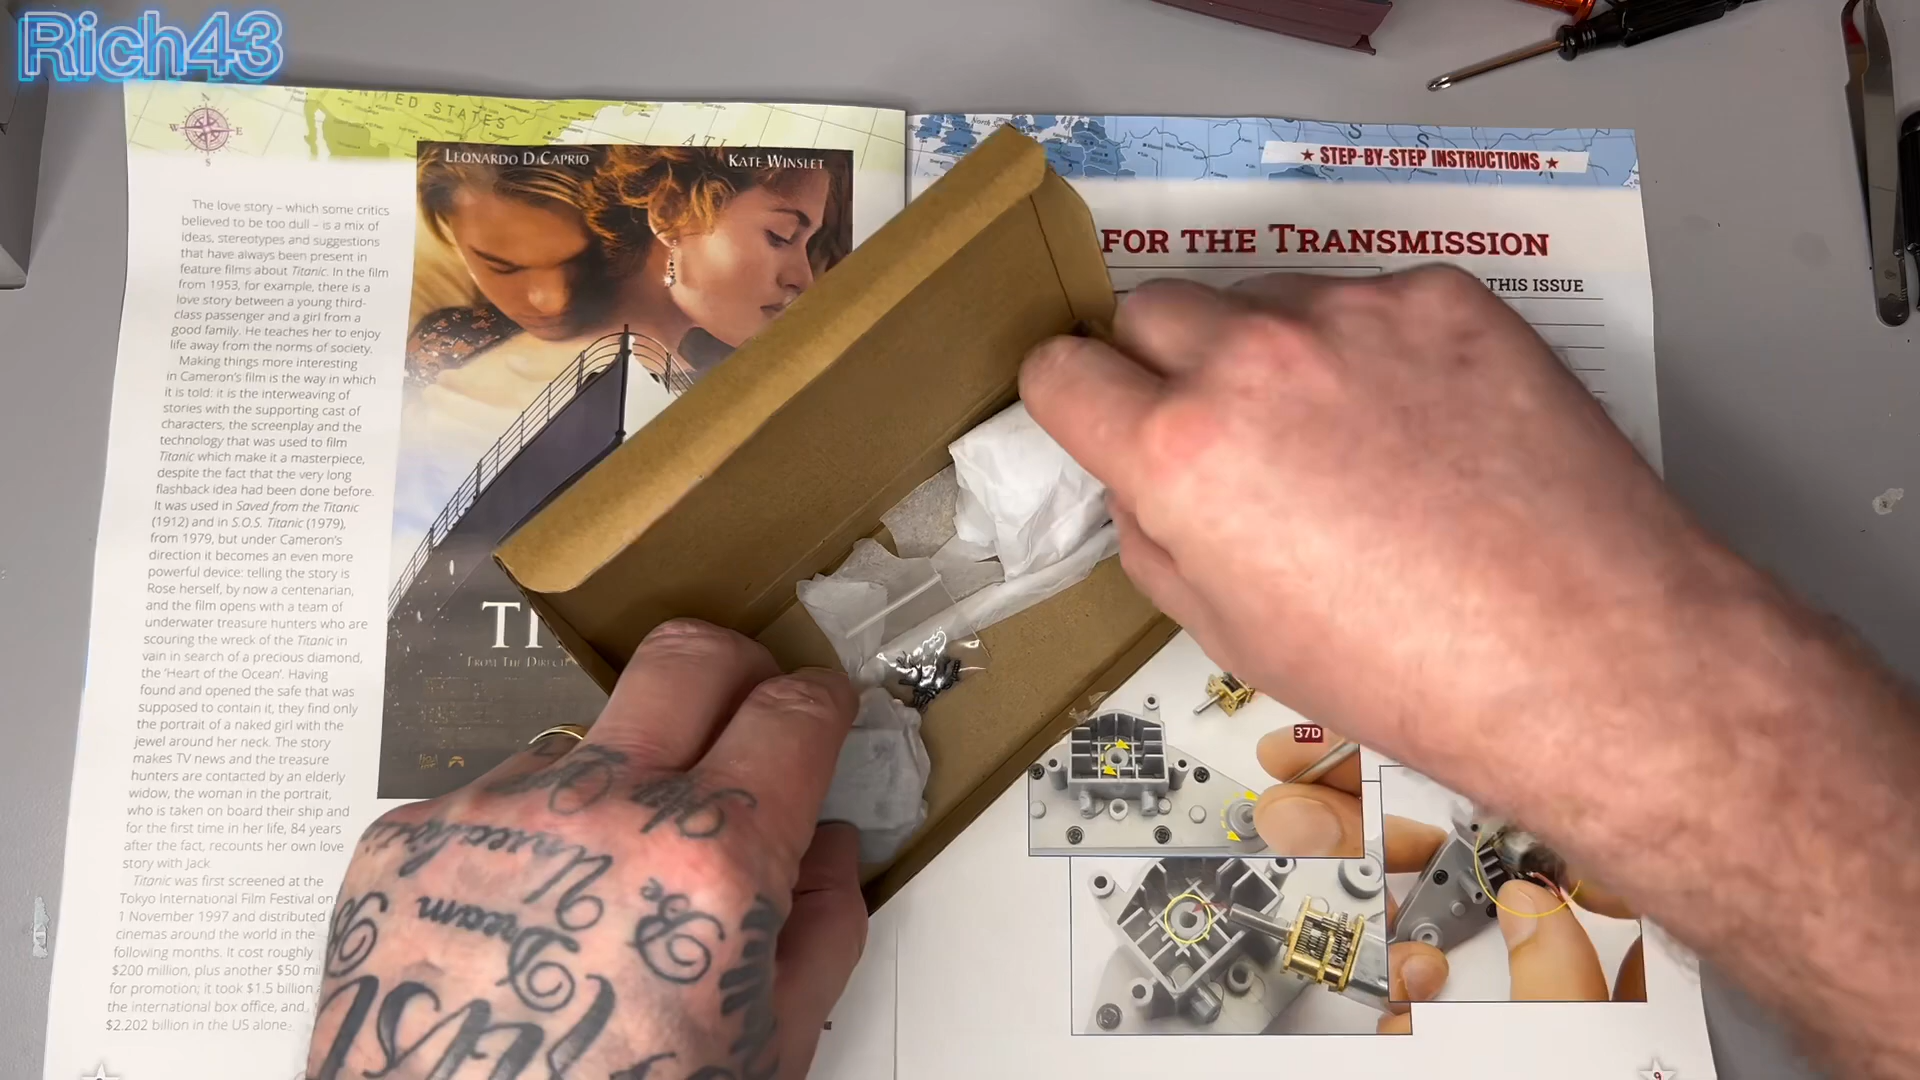 Rich43
UNITED STATES
N
W E
S
LEONARDO DICAPRIO
KATE WINSLET
★ STEP-BY-STEP INSTRUCTIONS ★
The love story – which some critics
believed to be too dull – is a mix of
ideas, stereotypes and suggestions
that have always been present in
feature films about Titanic. In the film
from 1953, for example, there is a
love story between a young third-
class passenger and a girl from a
good family. He teaches her to enjoy
life away from the norms of society.
Making things more interesting
in Cameron's film is the way in which
it is told: it is the interweaving of
stories with the supporting cast of
characters, the screenplay and the
technology that was used to film
Titanic which make it a masterpiece,
despite the fact that the very long
flashback idea had been done before.
It was used in Saved from the Titanic
(1912) and in S.O.S. Titanic (1979),
from 1979, but under Cameron's
direction it becomes an even more
powerful device: telling the story is
Rose herself, by now a centenarian,
and the film opens with a team of
underwater treasure hunters who are
scouring the wreck of the Titanic in
vain in search of a precious diamond,
the 'Heart of the Ocean'. Having
found and opened the safe that was
supposed to contain it, they find only
the portrait of a naked girl with the
jewel around her neck. The story
makes TV news and the treasure
hunters are contacted by an elderly
widow, the woman in the portrait,
who is taken on board their ship and
for the first time in her life, 84 years
after the fact, recounts her own love
story with Jack.
Titanic was first screened at the
Tokyo International Film Festival on
1 November 1997 and distributed
cinemas around the world in the
following months. It cost roughly
$200 million, plus another $50 mi
for promotion; it took $1.5 billion
the international box office, and
$2.202 billion in the US alone.
TI
FROM THE DIRECT
FOR THE TRANSMISSION
THIS ISSUE
37D
Dream
Be
9